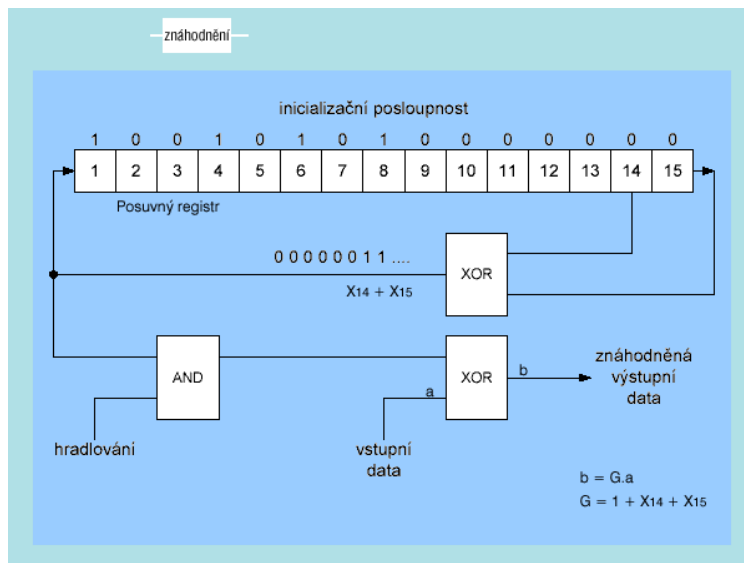 znáhodnění
inicializační posloupnost
1 0 0 1 0 1 0 1 0 0 0 0 0 0 0
1 2 3 4 5 6 7 8 9 10 11 12 13 14 15
Posuvný registr
0 0 0 0 0 0 1 1 ....
XOR
X14 + X15
AND
XOR
a
b
znáhodněná
výstupní
data
hradlování
vstupní
data
b = G.a
G = 1 + X14 + X15